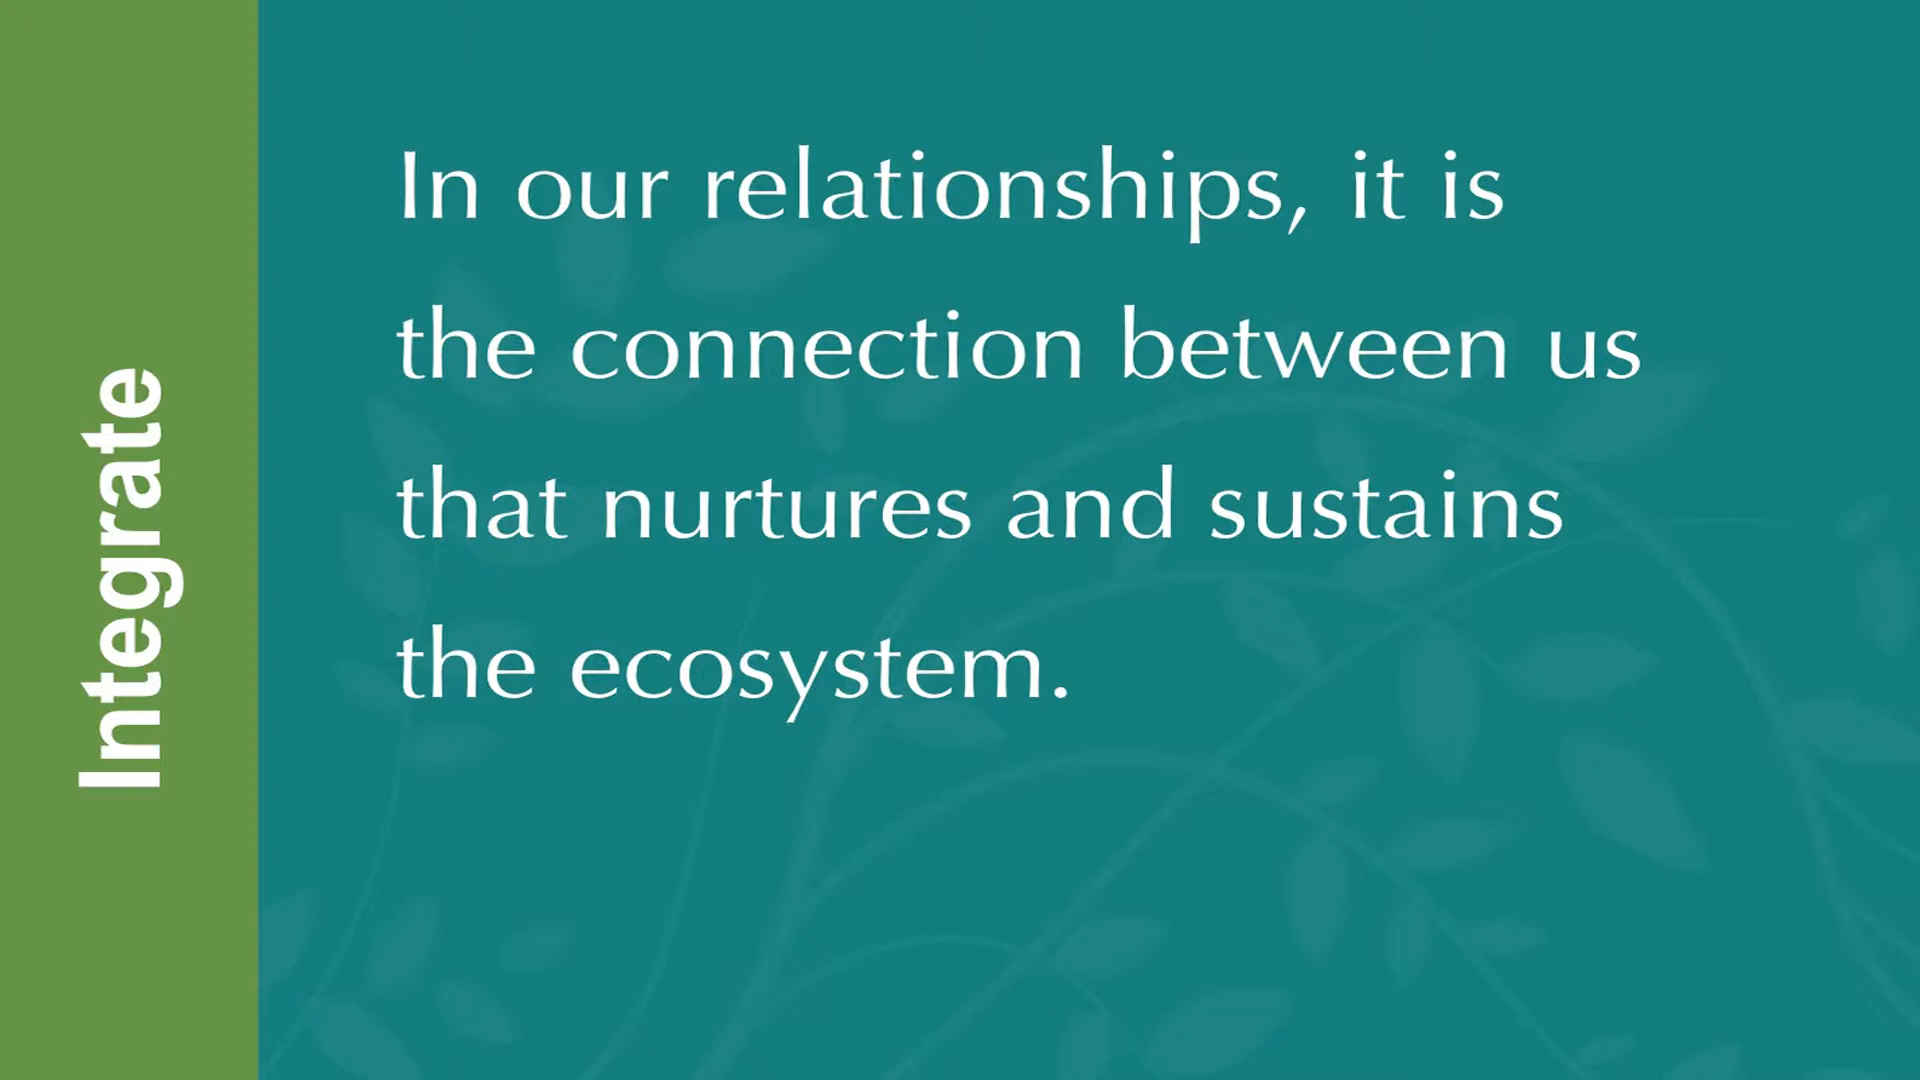 Integrate
In our relationships, it is
the connection between us
that nurtures and sustains
the ecosystem.